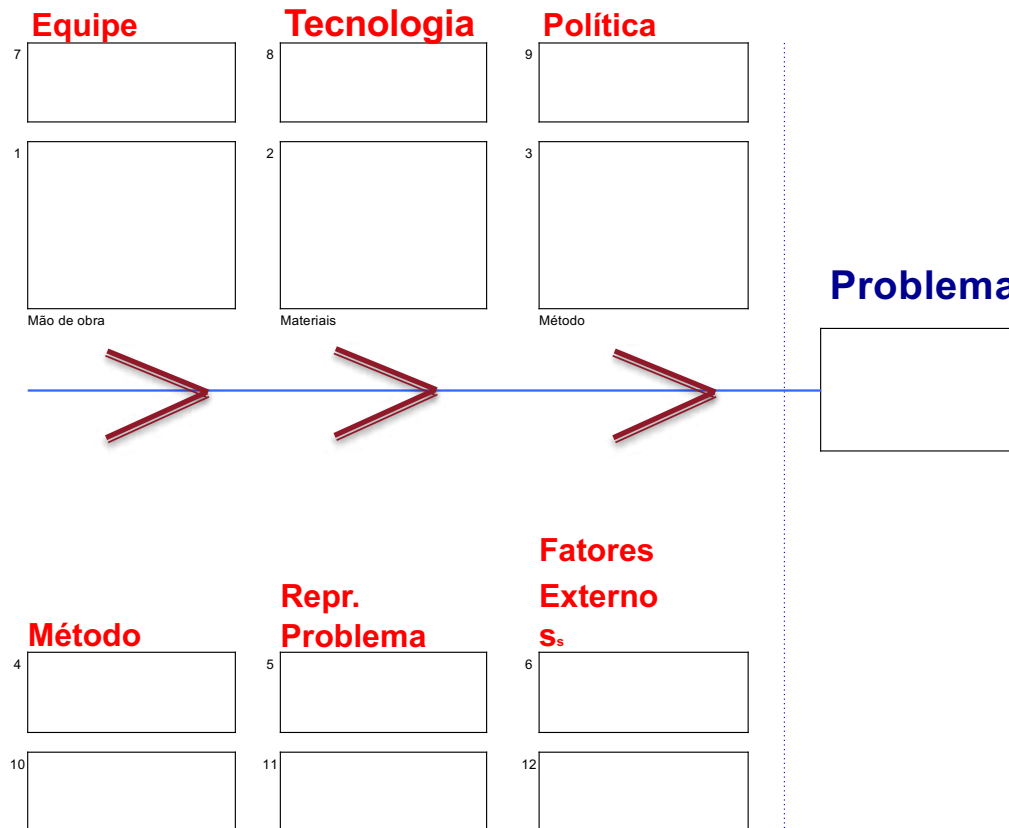 Equipe Tecnologia Política
7 8 9
1 2 3
Mão de obra Materiais Método
Problema
Fatores
Repr. Externo
Método Problema ss
4 5 6
10 11 12